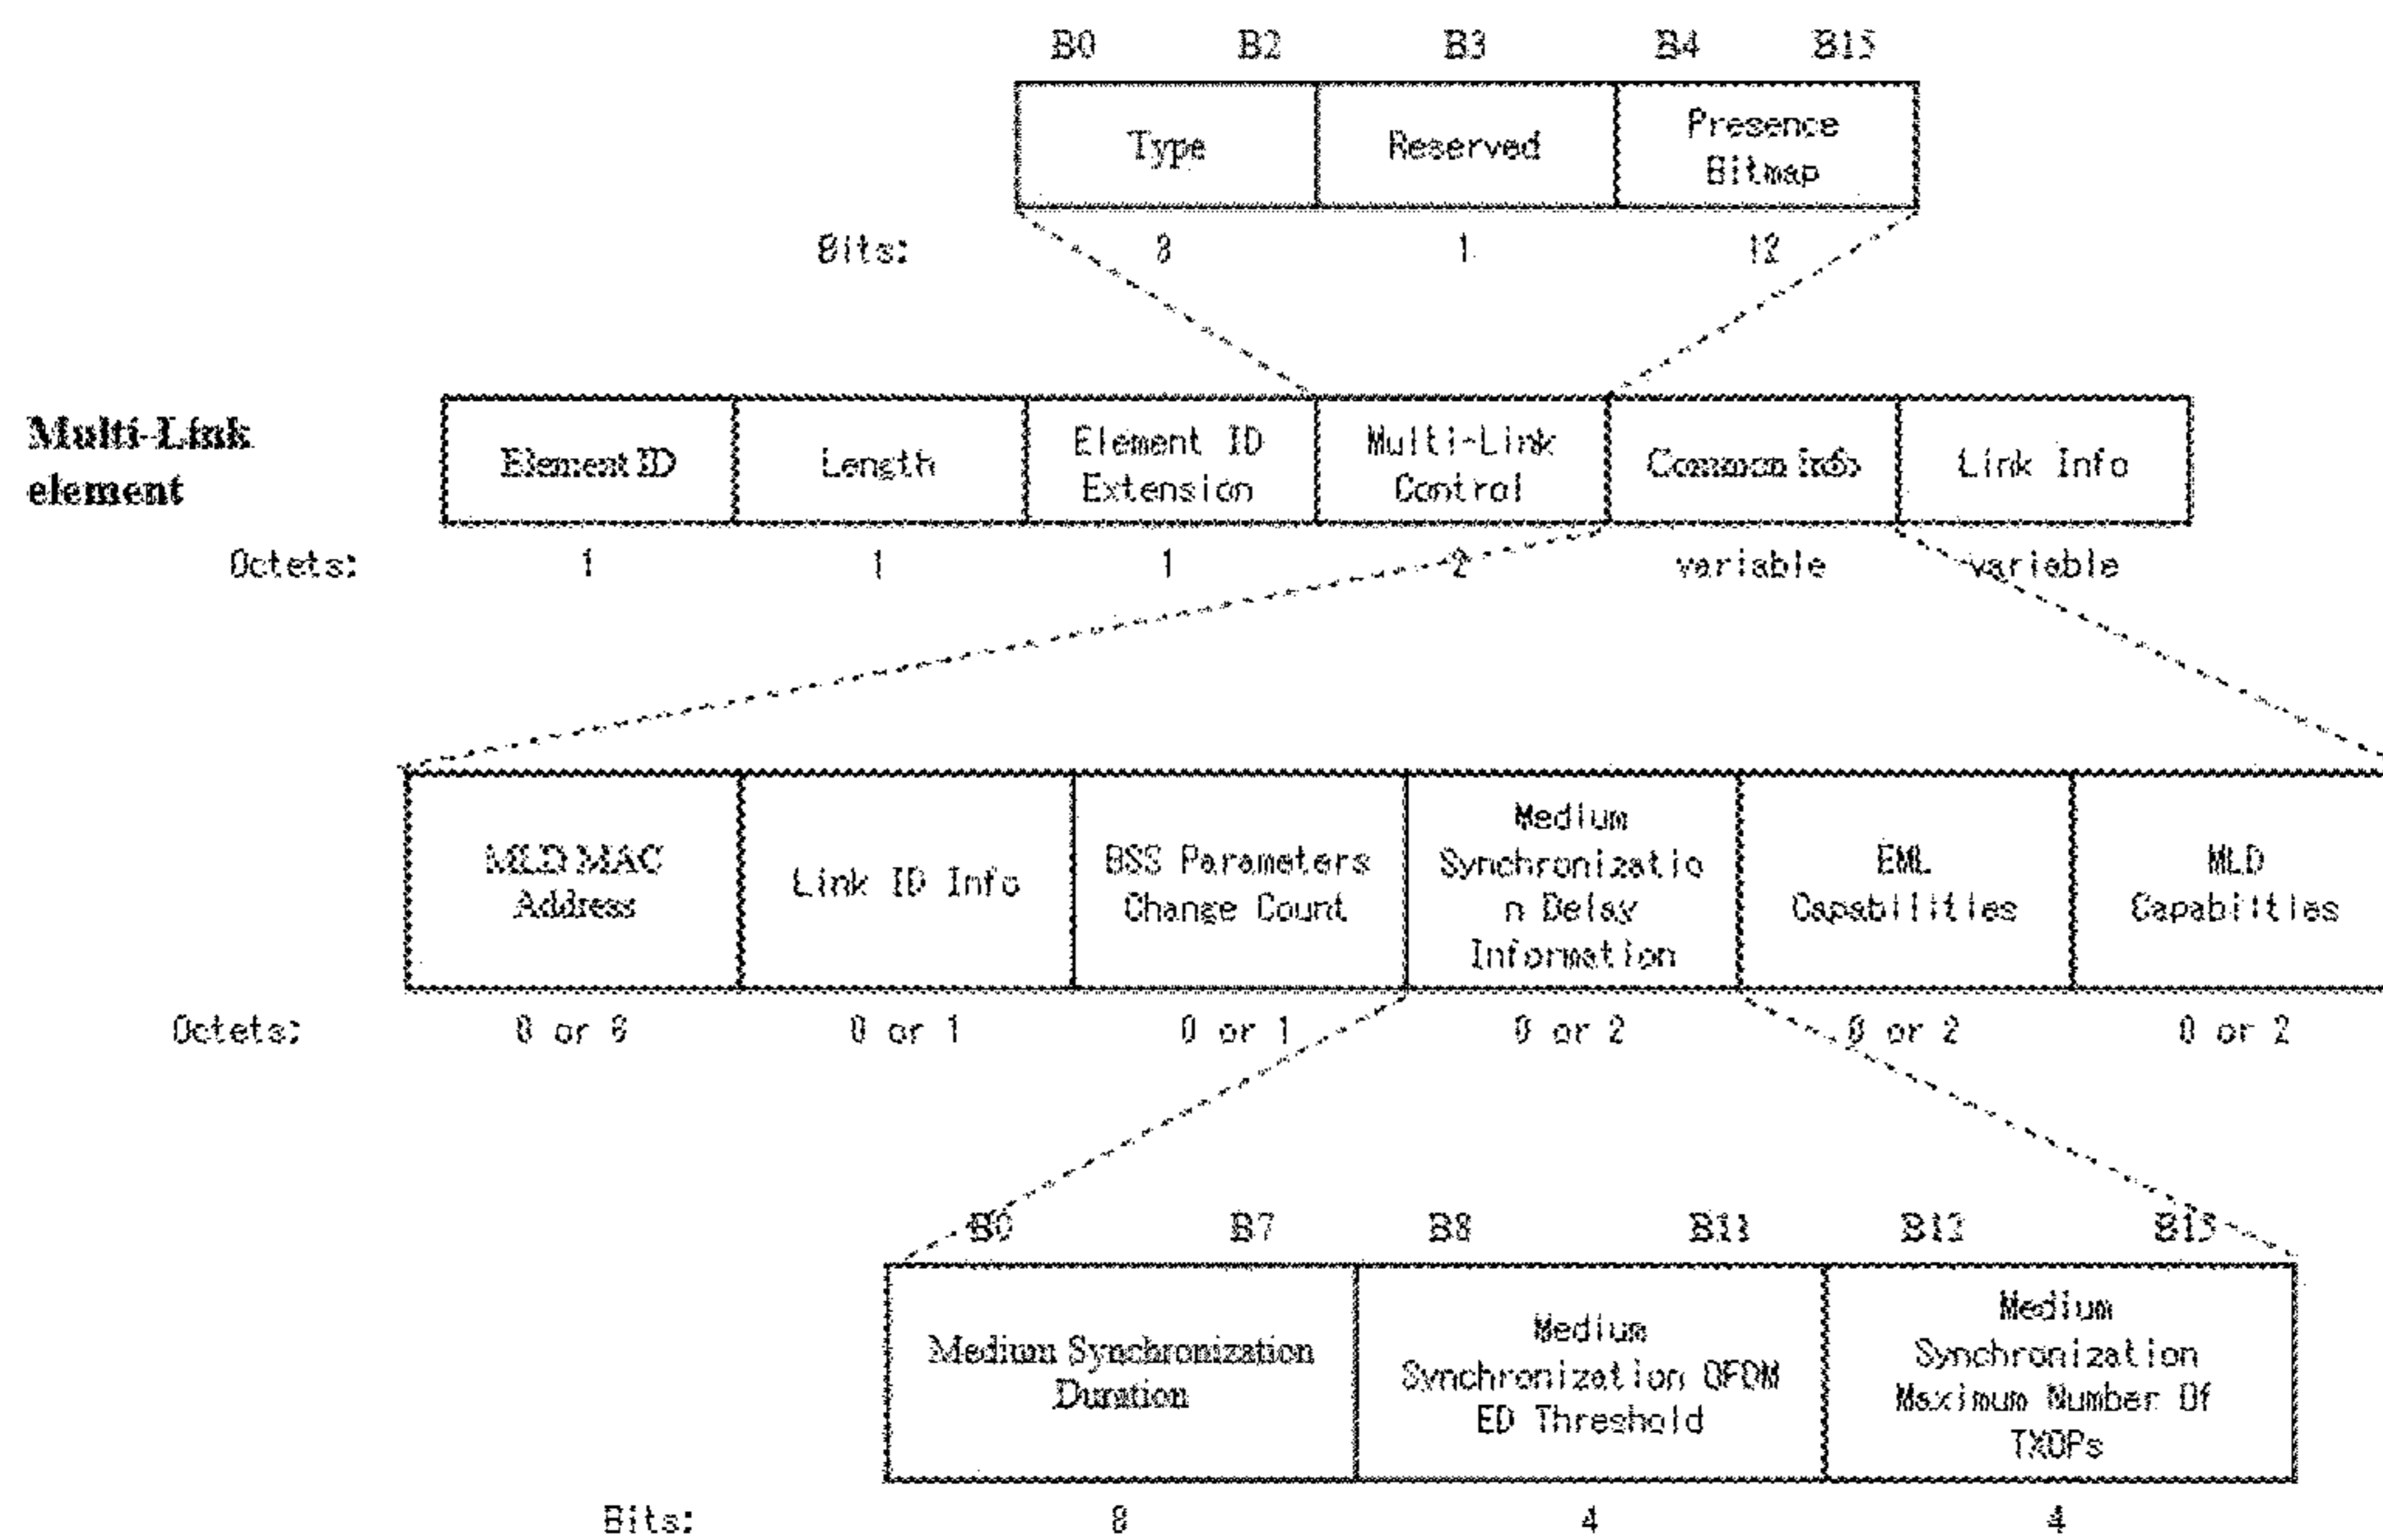 B0 B2 B3 B4 B15
Type Reserved Presence
Bitmap
Bits: 3 1 12
Multi-Link
element
Element ID Length Element ID
Extension Multi-Link
Control Common Info Link Info
Octets: 1 1 1 2 variable variable
MLD MAC
Address
Link ID Info
BSS Parameters
Change Count
Medium
Synchronizatio
n Delay
Information
EML
Capabilities
MLD
Capabilties
Octets: 0 or 6 0 or 1 0 or 1 0 or 2 0 or 2 0 or 2
B0 B7 B8 B11 B12 B15
Medium Synchronization
Duration
Medium
Synchronization OFDM
ED Threshold
Medium
Synchronization
Maximum Number Of
TXOPs
Bits: 8 4 4